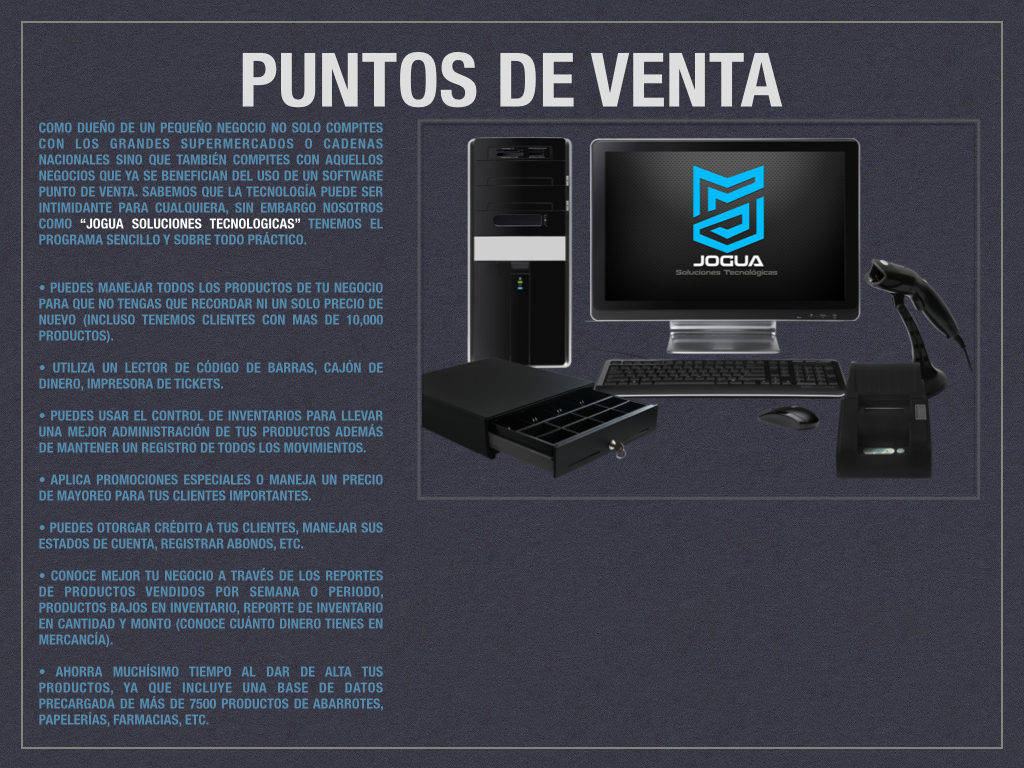 PUNTOS DE VENTA
COMO DUEÑO DE UN PEQUEÑO NEGOCIO NO SOLO COMPITES
CON LOS GRANDES SUPERMERCADOS O CADENAS
NACIONALES SINO QUE TAMBIÉN COMPITES CON AQUELLOS
NEGOCIOS QUE YA SE BENEFICIAN DEL USO DE UN SOFTWARE
PUNTO DE VENTA. SABEMOS QUE LA TECNOLOGÍA PUEDE SER
INTIMIDANTE PARA CUALQUIERA, SIN EMBARGO NOSOTROS
COMO “JOGUA SOLUCIONES TECNOLOGICAS” TENEMOS EL
PROGRAMA SENCILLO Y SOBRE TODO PRÁCTICO.
• PUEDES MANEJAR TODOS LOS PRODUCTOS DE TU NEGOCIO
PARA QUE NO TENGAS QUE RECORDAR NI UN SOLO PRECIO DE
NUEVO (INCLUSO TENEMOS CLIENTES CON MAS DE 10,000
PRODUCTOS).
• UTILIZA UN LECTOR DE CÓDIGO DE BARRAS, CAJÓN DE
DINERO, IMPRESORA DE TICKETS.
• PUEDES USAR EL CONTROL DE INVENTARIOS PARA LLEVAR
UNA MEJOR ADMINISTRACIÓN DE TUS PRODUCTOS ADEMÁS
DE MANTENER UN REGISTRO DE TODOS LOS MOVIMIENTOS.
• APLICA PROMOCIONES ESPECIALES O MANEJA UN PRECIO
DE MAYOREO PARA TUS CLIENTES IMPORTANTES.
• PUEDES OTORGAR CRÉDITO A TUS CLIENTES, MANEJAR SUS
ESTADOS DE CUENTA, REGISTRAR ABONOS, ETC.
• CONOCE MEJOR TU NEGOCIO A TRAVÉS DE LOS REPORTES
DE PRODUCTOS VENDIDOS POR SEMANA O PERIODO,
PRODUCTOS BAJOS EN INVENTARIO, REPORTE DE INVENTARIO
EN CANTIDAD Y MONTO (CONOCE CUÁNTO DINERO TIENES EN
MERCANCÍA).
• AHORRA MUCHÍSIMO TIEMPO AL DAR DE ALTA TUS
PRODUCTOS, YA QUE INCLUYE UNA BASE DE DATOS
PRECARGADA DE MÁS DE 7500 PRODUCTOS DE ABARROTES,
PAPELERÍAS, FARMACIAS, ETC.
JOGUA
Soluciones Tecnológicas